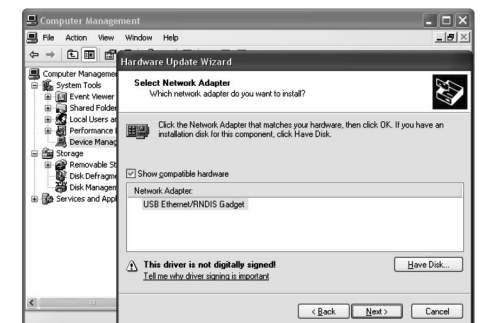 Computer Management
File Action View Window Help
Computer Manageme
System Tools
Event Viewer
Shared Folder
Local Users ar
Performance
Device Manag
Storage
Removable St
Disk Defragme
Disk Managem
Services and Appl
Hardware Update Wizard
Select Network Adapter
Which network adapter do you want to install?
Click the Network Adapter that matches your hardware, then click OK. If you have an
installation disk for this component, click Have Disk.
Show compatible hardware
Network Adapter:
USB Ethernet/RNDIS Gadget
This driver is not digitally signed!
Tell me why driver signing is important
Have Disk...
< Back Next > Cancel